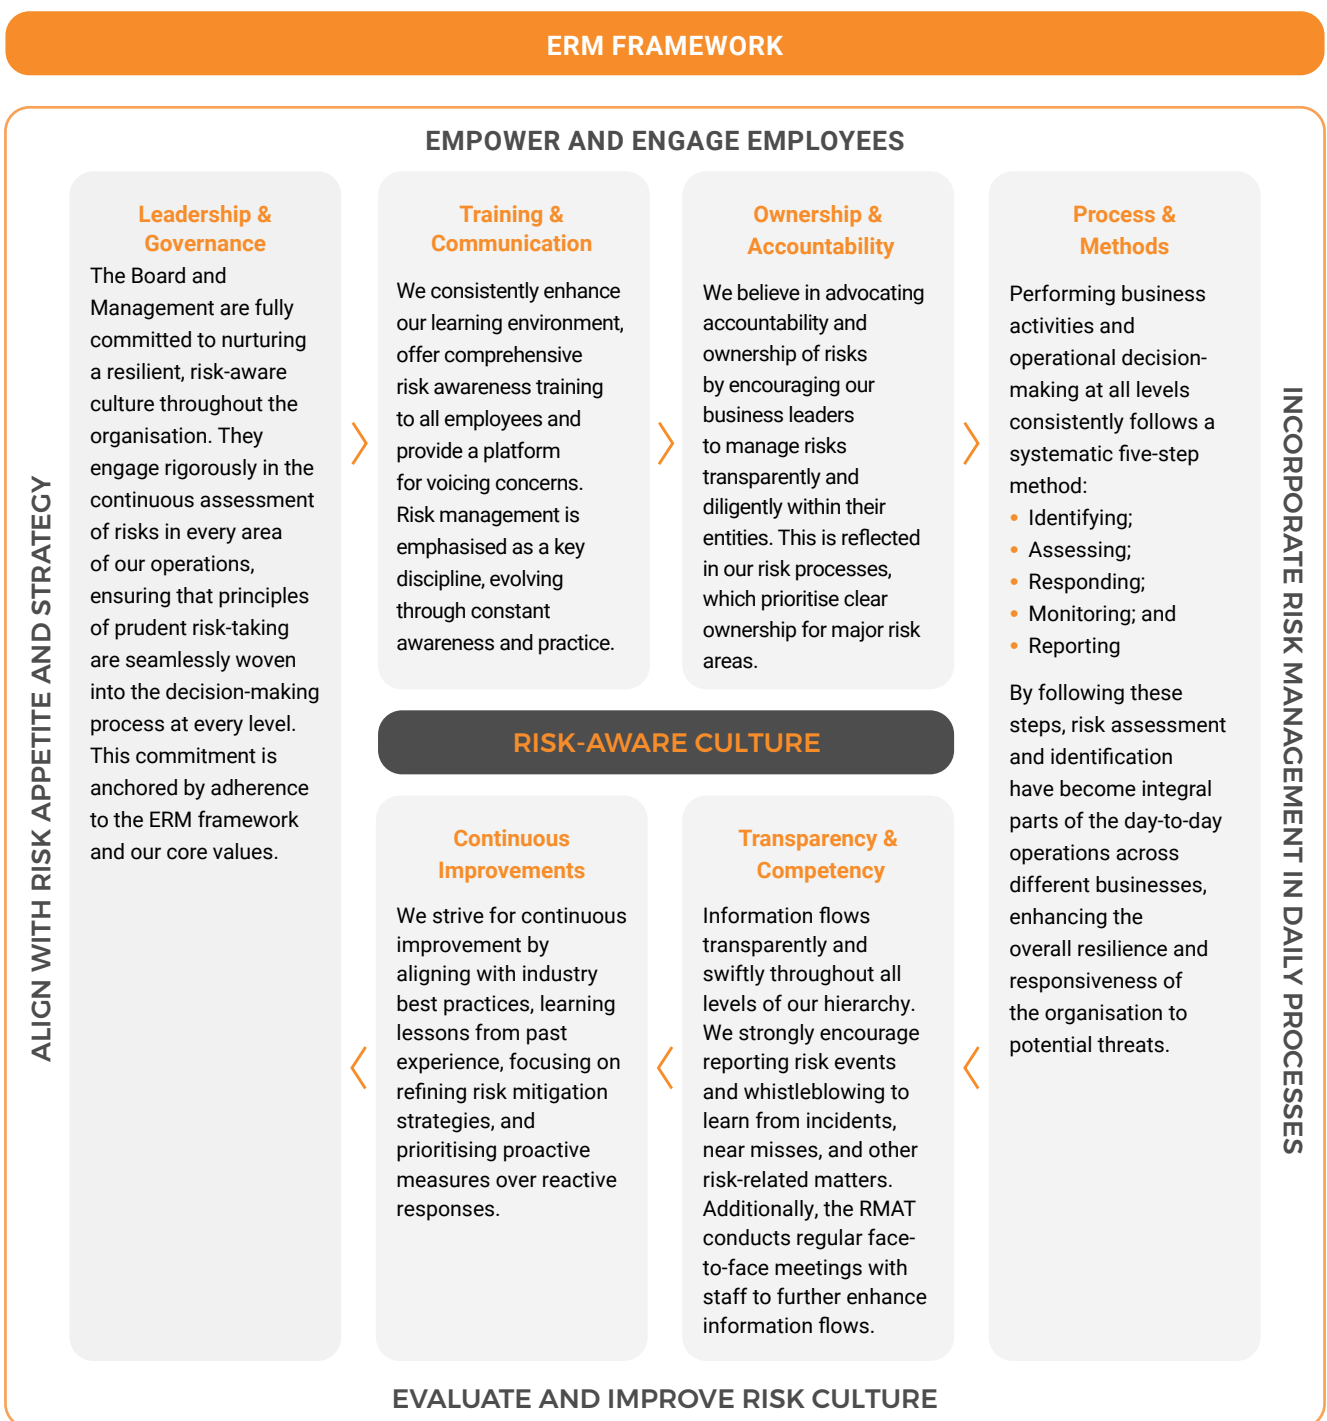 ERM FRAMEWORK
EMPOWER AND ENGAGE EMPLOYEES
ALIGN WITH RISK APPETITE AND STRATEGY
Leadership &
Governance
The Board and
Management are fully
committed to nurturing
a resilient, risk-aware
culture throughout the
organisation. They
engage rigorously in the
continuous assessment
of risks in every area
of our operations,
ensuring that principles
of prudent risk-taking
are seamlessly woven
into the decision-making
process at every level.
This commitment is
anchored by adherence
to the ERM framework
and our core values.
Training &
Communication
We consistently enhance
our learning environment,
offer comprehensive
risk awareness training
to all employees and
provide a platform
for voicing concerns.
Risk management is
emphasised as a key
discipline, evolving
through constant
awareness and practice.
Ownership &
Accountability
We believe in advocating
accountability and
ownership of risks
by encouraging our
business leaders
to manage risks
transparently and
diligently within their
entities. This is reflected
in our risk processes,
which prioritise clear
ownership for major risk
areas.
Process &
Methods
Performing business
activities and
operational decision-
making at all levels
consistently follows a
systematic five-step
method:
• Identifying;
• Assessing;
• Responding;
• Monitoring; and
• Reporting
By following these
steps, risk assessment
and identification
have become integral
parts of the day-to-day
operations across
different businesses,
enhancing the
overall resilience and
responsiveness of
the organisation to
potential threats.
RISK-AWARE CULTURE
Continuous
Improvements
We strive for continuous
improvement by
aligning with industry
best practices, learning
lessons from past
experience, focusing on
refining risk mitigation
strategies, and
prioritising proactive
measures over reactive
responses.
Transparency &
Competency
Information flows
transparently and
swiftly throughout all
levels of our hierarchy.
We strongly encourage
reporting risk events
and whistleblowing to
learn from incidents,
near misses, and other
risk-related matters.
Additionally, the RMAT
conducts regular face-
to-face meetings with
staff to further enhance
information flows.
INCORPORATE RISK MANAGEMENT IN DAILY PROCESSES
EVALUATE AND IMPROVE RISK CULTURE